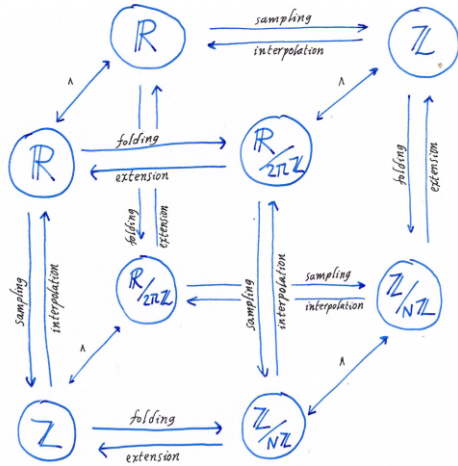 sampling
ℝ
interpolation
ℤ
^
^
folding
ℝ
extension
ℝ/2πℤ
folding
extension
folding
extension
sampling
interpolation
ℝ/2πℤ
sampling
interpolation
sampling
interpolation
ℤ/Nℤ
^
^
ℤ
folding
extension
ℤ/Nℤ